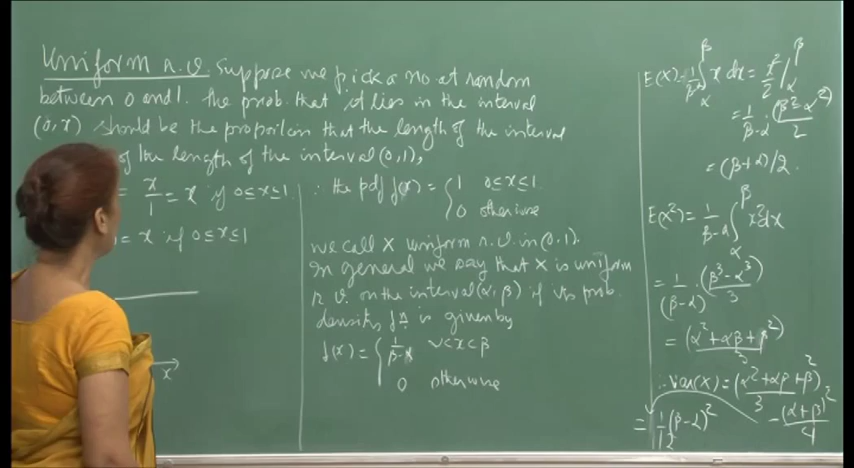 Uniform r.v. Suppose we pick a no. at random
between 0 and 1. The prob. that it lies in the interval
(0,x) should be the proportion that the length of the interval
of the length of the interval (0,1),
= x/1 = x if 0≤x≤1
= x if 0≤x≤1
x
∴ the pdf f(x) = { 1 0≤x≤1
0 otherwise
we call X uniform r.v. in (0,1).
In general we say that X is uniform
r.v. on the interval (α,β) if its prob.
density fn is given by
f(x) = { 1/(β-α) α<x<β
0 otherwise
E(X) = 1/β ∫_α^β x dx = x²/2 |_α^β
= 1/(β-α) · (β²-α²)/2
= (β+α)/2.
E(X²) = 1/(β-α) ∫_α^β x² dx
= 1/(β-α) · (β³-α³)/3
= (α²+αβ+β²)/3
∴ Var(X) = (α²+αβ+β²)/3
- (α+β)²/4
= 1/12 (β-α)²